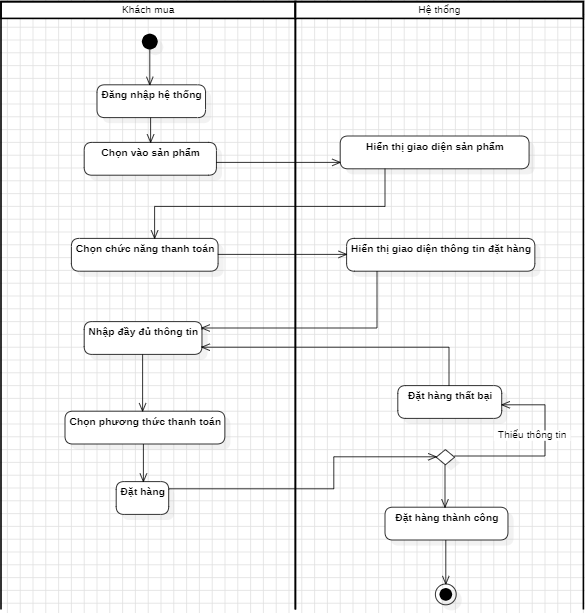 Khách mua
Hệ thống
Đăng nhập hệ thống
Chọn vào sản phẩm
Hiển thị giao diện sản phẩm
Chọn chức năng thanh toán
Hiển thị giao diện thông tin đặt hàng
Nhập đầy đủ thông tin
Đặt hàng thất bại
Chọn phương thức thanh toán
Thiếu thông tin
Đặt hàng
Đặt hàng thành công